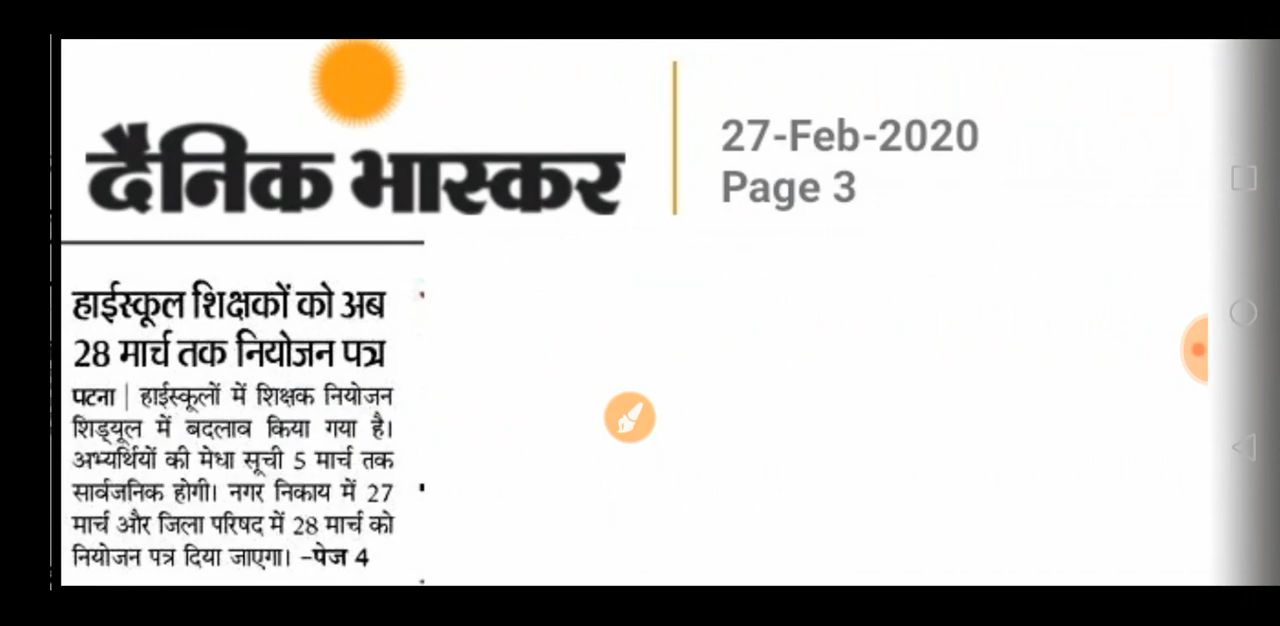 दैनिक भास्कर
27-Feb-2020
Page 3
हाईस्कूल शिक्षकों को अब
28 मार्च तक नियोजन पत्र
पटना | हाईस्कूलों में शिक्षक नियोजन
शिड्यूल में बदलाव किया गया है।
अभ्यर्थियों की मेधा सूची 5 मार्च तक
सार्वजनिक होगी। नगर निकाय में 27
मार्च और जिला परिषद में 28 मार्च को
नियोजन पत्र दिया जाएगा। -पेज 4